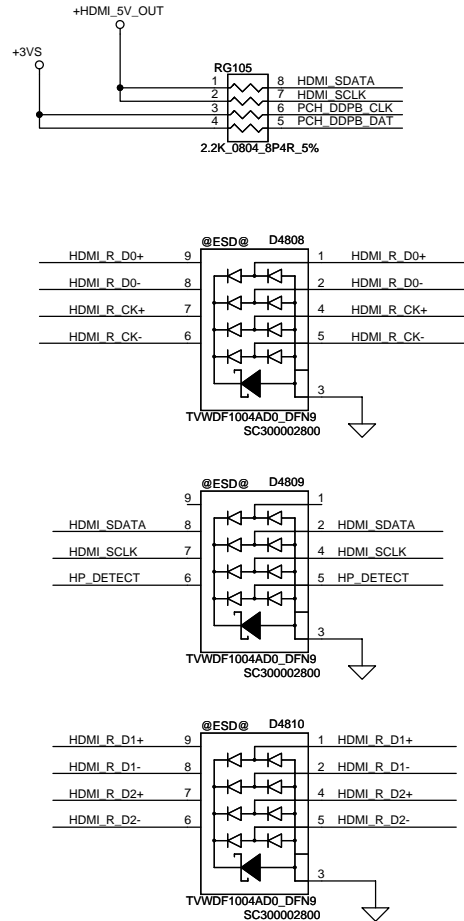 +HDMI_5V_OUT
+3VS
RG105
1 8 HDMI_SDATA
2 7 HDMI_SCLK
3 6 PCH_DDPB_CLK
4 5 PCH_DDPB_DAT
2.2K_0804_8P4R_5%
@ESD@ D4808
HDMI_R_D0+ 9 1 HDMI_R_D0+
HDMI_R_D0- 8 2 HDMI_R_D0-
HDMI_R_CK+ 7 4 HDMI_R_CK+
HDMI_R_CK- 6 5 HDMI_R_CK-
3
TVWDF1004AD0_DFN9
SC300002800
@ESD@ D4809
9 1
HDMI_SDATA 8 2 HDMI_SDATA
HDMI_SCLK 7 4 HDMI_SCLK
HP_DETECT 6 5 HP_DETECT
3
TVWDF1004AD0_DFN9
SC300002800
@ESD@ D4810
HDMI_R_D1+ 9 1 HDMI_R_D1+
HDMI_R_D1- 8 2 HDMI_R_D1-
HDMI_R_D2+ 7 4 HDMI_R_D2+
HDMI_R_D2- 6 5 HDMI_R_D2-
3
TVWDF1004AD0_DFN9
SC300002800